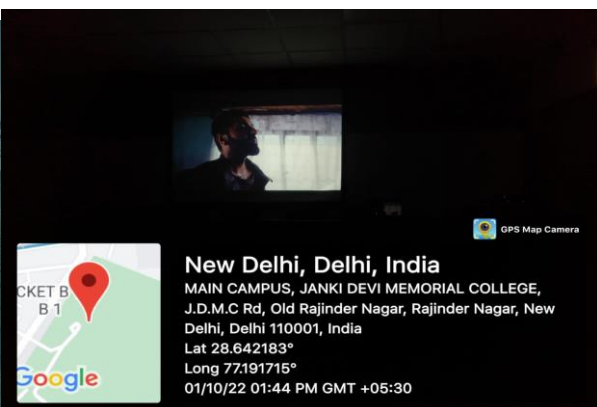 GPS Map Camera
New Delhi, Delhi, India
MAIN CAMPUS, JANKI DEVI MEMORIAL COLLEGE,
J.D.M.C Rd, Old Rajinder Nagar, Rajinder Nagar, New
Delhi, Delhi 110001, India
Lat 28.642183°
Long 77.191715°
01/10/22 01:44 PM GMT +05:30
CKET B
B 1
Google